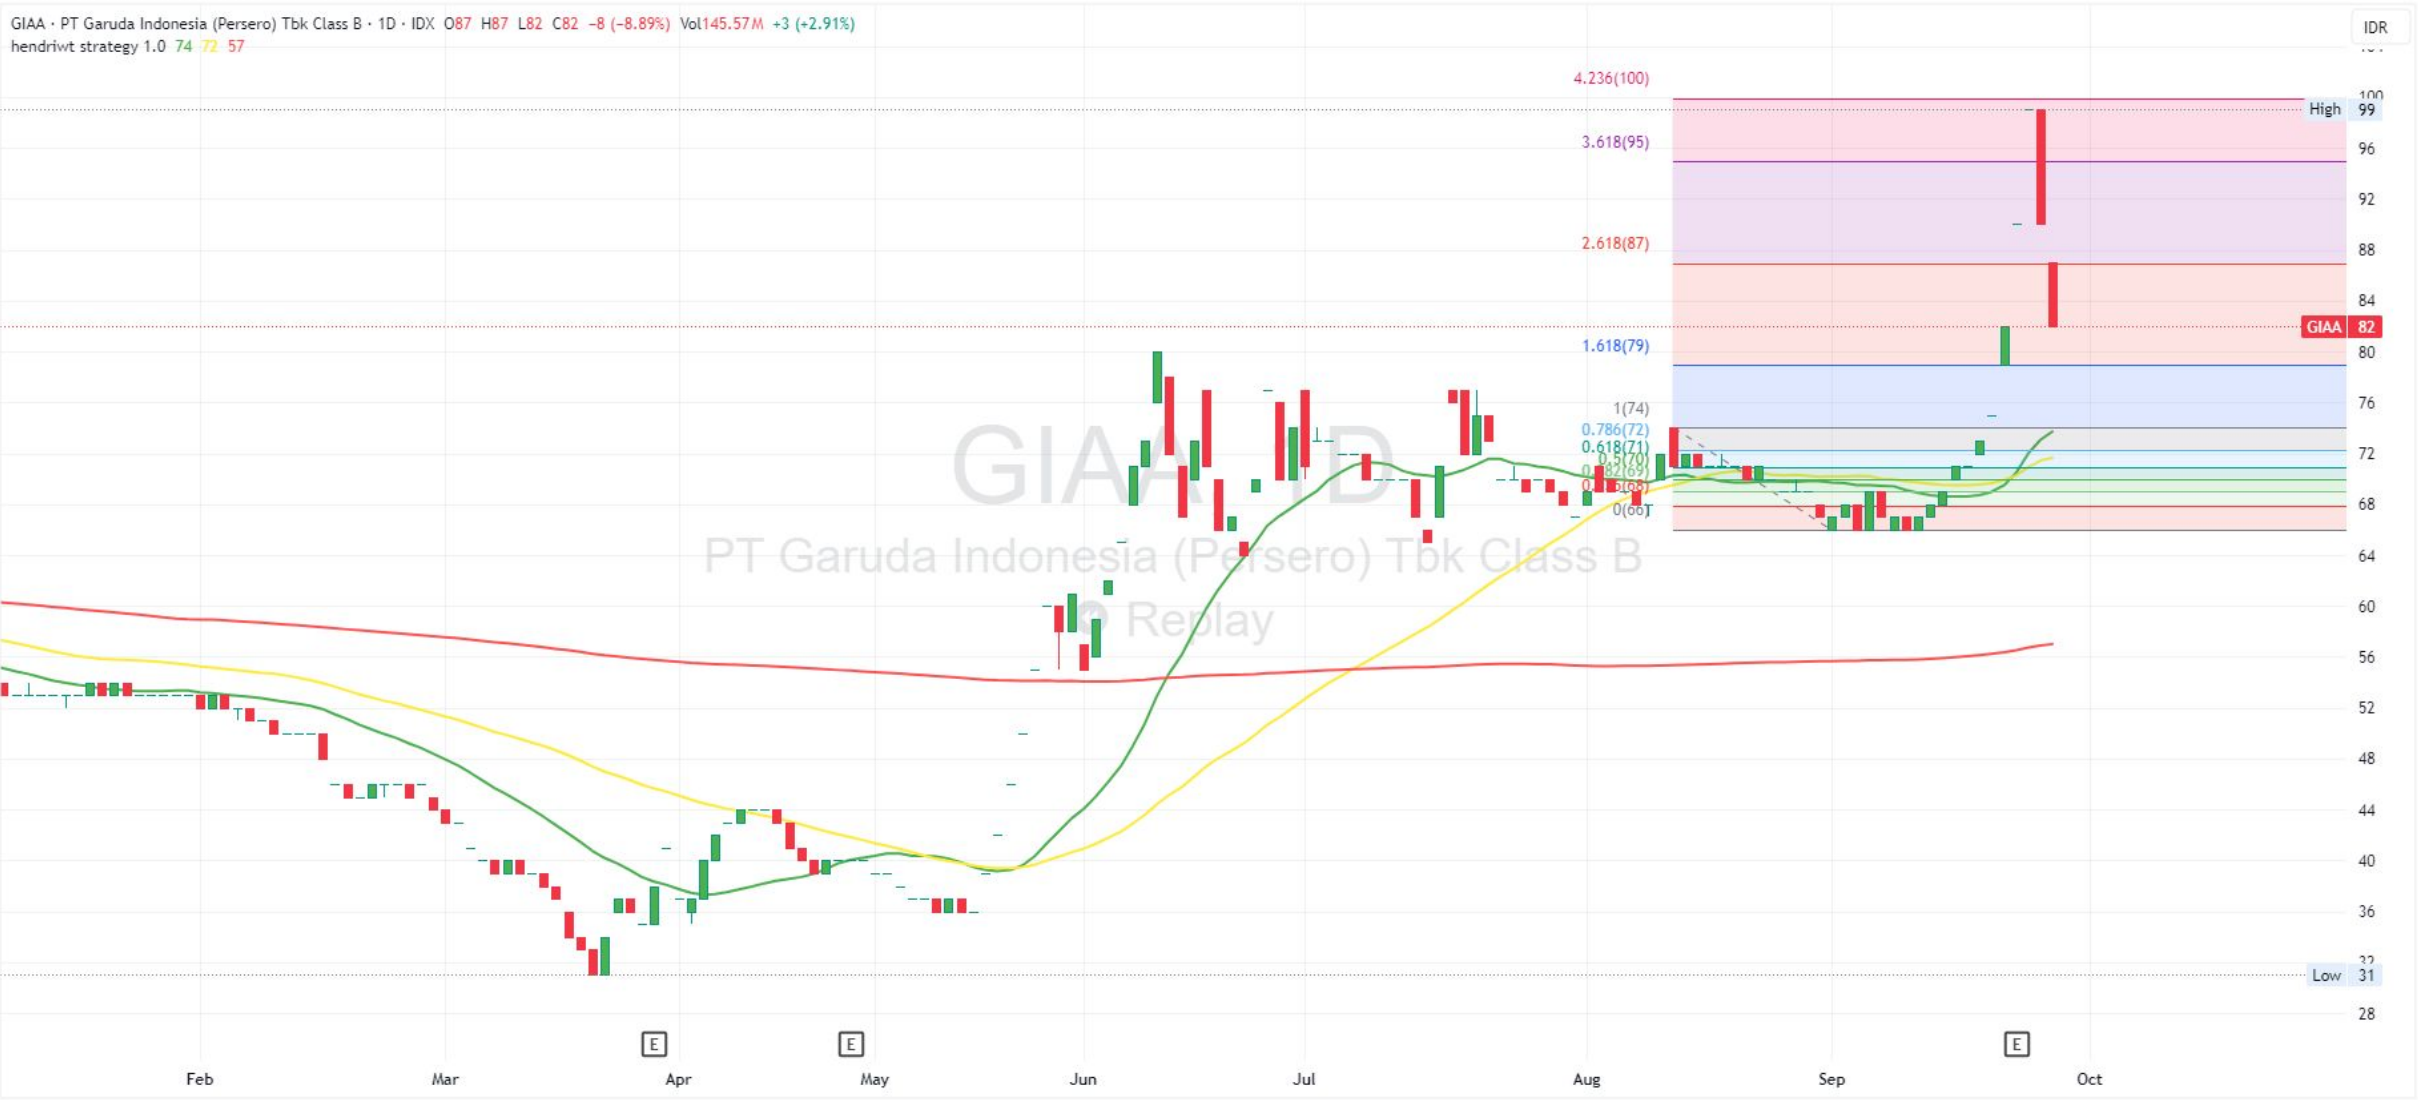 GIAA · PT Garuda Indonesia (Persero) Tbk Class B · 1D · IDX O87 H87 L82 C82 −8 (−8.89%) Vol145.57M +3 (+2.91%)
hendriwt strategy 1.0 74 72 57
IDR
4.236(100)
100
High 99
3.618(95)
96
92
2.618(87)
88
84
GIAA 82
1.618(79)
80
76
1(74)
0.786(72)
0.618(71)
0.5(70)
72
68
0(66)
GIAA, 1D
PT Garuda Indonesia (Persero) Tbk Class B
Replay
64
60
56
52
48
44
40
36
32
Low 31
28
E E E
Feb Mar Apr May Jun Jul Aug Sep Oct